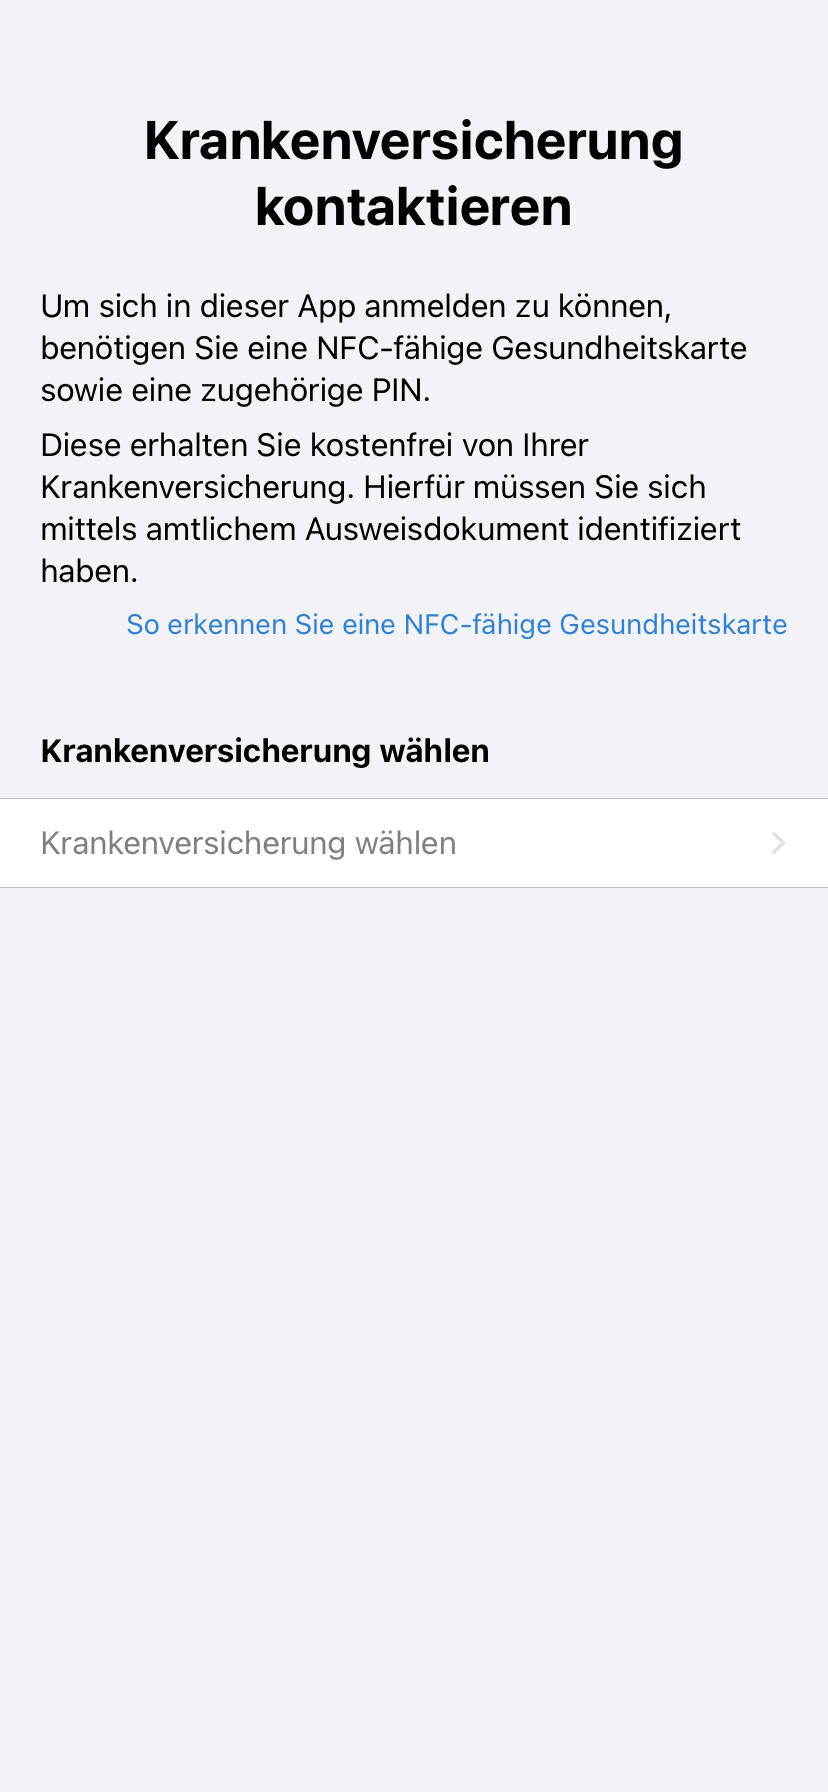 Krankenversicherung
kontaktieren
Um sich in dieser App anmelden zu können,
benötigen Sie eine NFC-fähige Gesundheitskarte
sowie eine zugehörige PIN.
Diese erhalten Sie kostenfrei von Ihrer
Krankenversicherung. Hierfür müssen Sie sich
mittels amtlichem Ausweisdokument identifiziert
haben.
So erkennen Sie eine NFC-fähige Gesundheitskarte
Krankenversicherung wählen
Krankenversicherung wählen